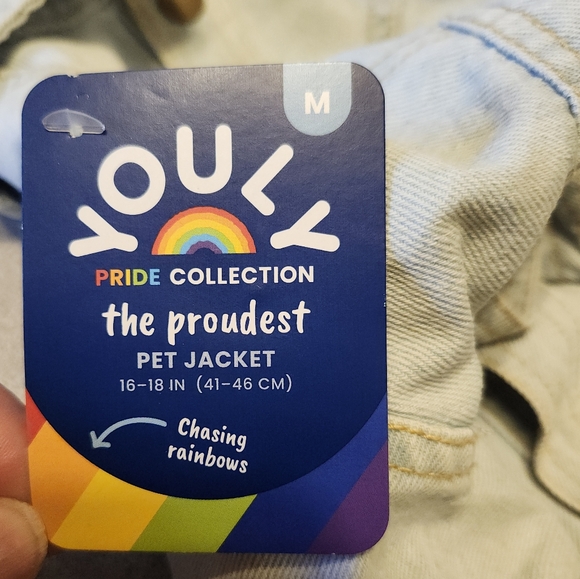 M
YOULY
PRIDE COLLECTION
the proudest
PET JACKET
16–18 IN (41–46 CM)
Chasing
rainbows